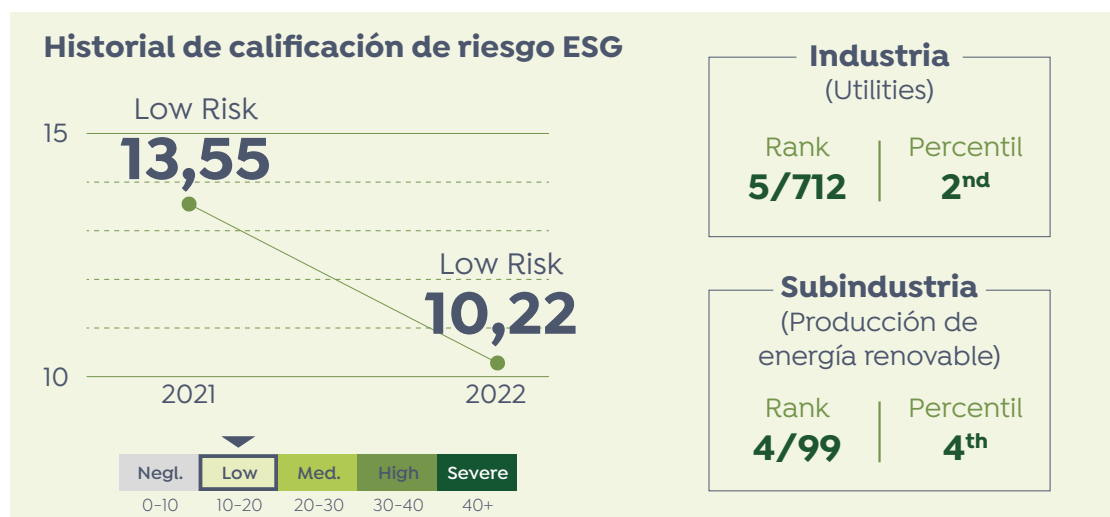 Historial de calificación de riesgo ESG
15
Low Risk
13,55
Low Risk
10,22
10
2021
2022
Negl.
Low
Med.
High
Severe
0-10
10-20
20-30
30-40
40+
Industria
(Utilities)
Rank
5/712
Percentil
2nd
Subindustria
(Producción de
energía renovable)
Rank
4/99
Percentil
4th